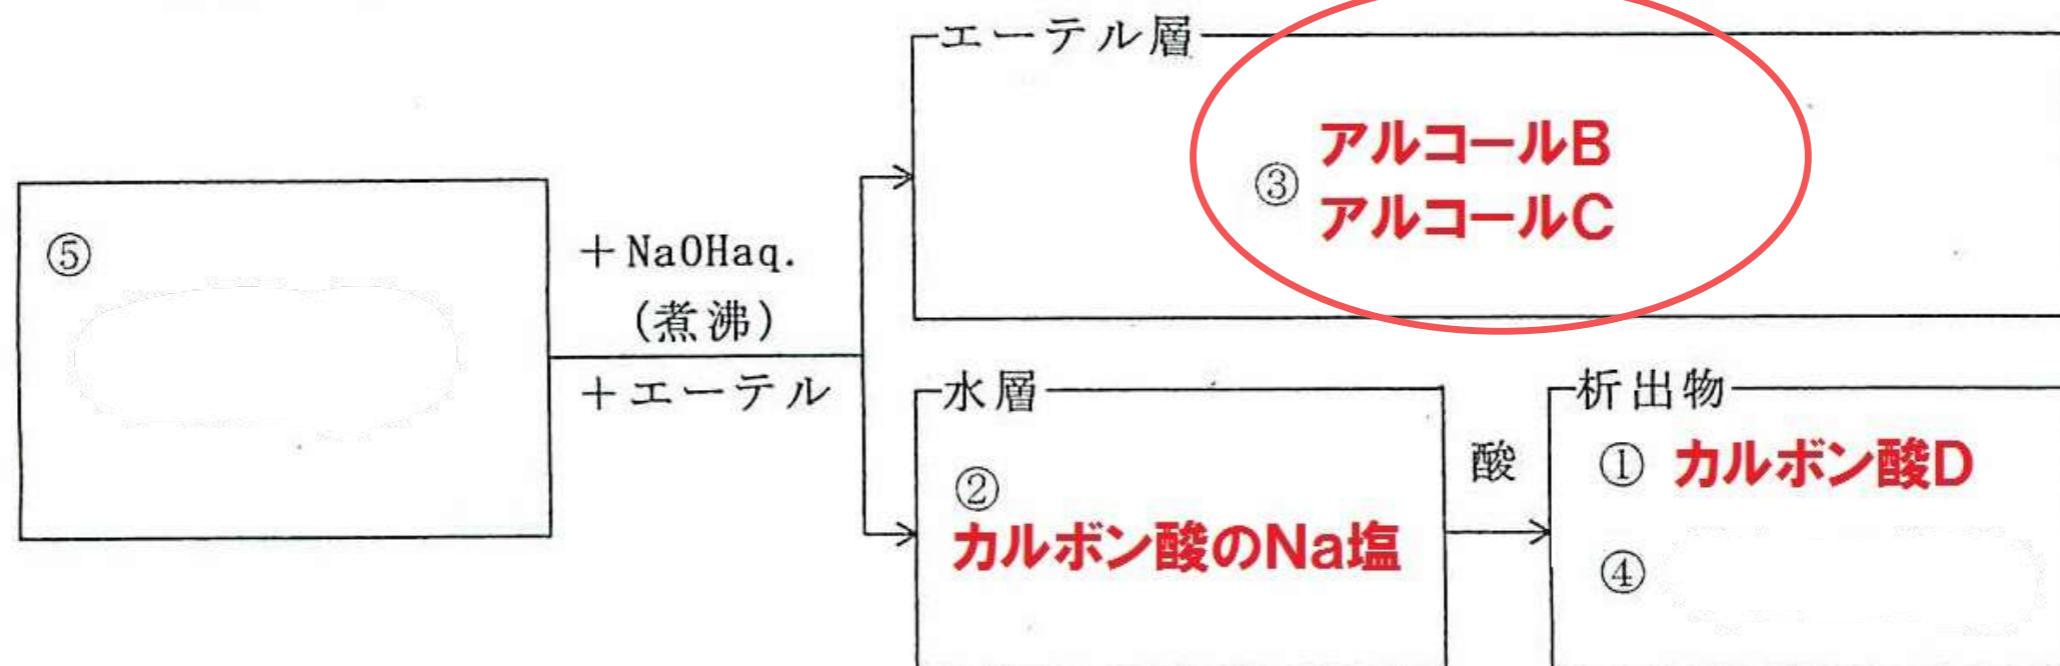 エーテル層
③ アルコールB
アルコールC
⑤
+NaOHaq.
(煮沸)
+エーテル
水層
②
カルボン酸のNa塩
酸
析出物
① カルボン酸D
④